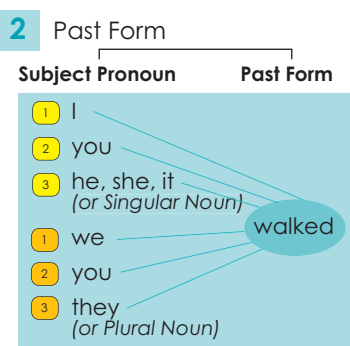 2 Past Form
Subject Pronoun Past Form
1 I
2 you
3 he, she, it
(or Singular Noun)
walked
1 we
2 you
3 they
(or Plural Noun)